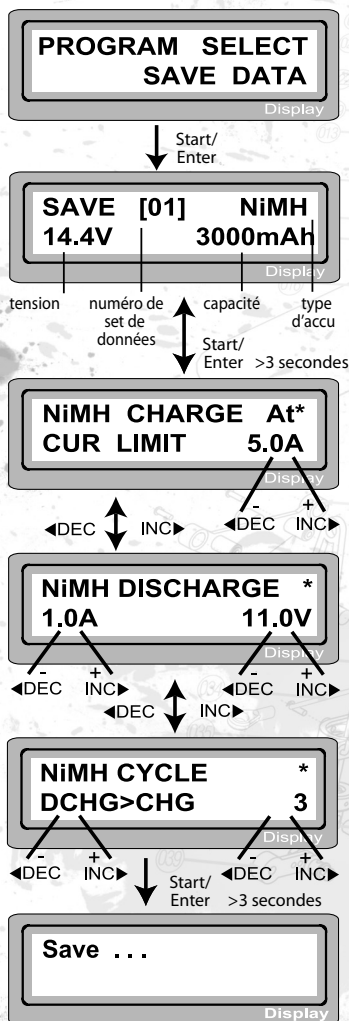 PROGRAM SELECT
SAVE DATA
Display
Start/
Enter
SAVE [01] NiMH
14.4V 3000mAh
Display
tension numéro de set de données capacité type d'accu
Start/
Enter >3 secondes
NiMH CHARGE At*
CUR LIMIT 5.0A
Display
- +
◀DEC INC▶
◀DEC INC▶
NiMH DISCHARGE *
1.0A 11.0V
Display
- + - +
◀DEC INC▶ ◀DEC INC▶
◀DEC INC▶
NiMH CYCLE *
DCHG>CHG 3
Display
- + - +
◀DEC INC▶ ◀DEC INC▶
Start/
Enter >3 secondes
Save ...
Display